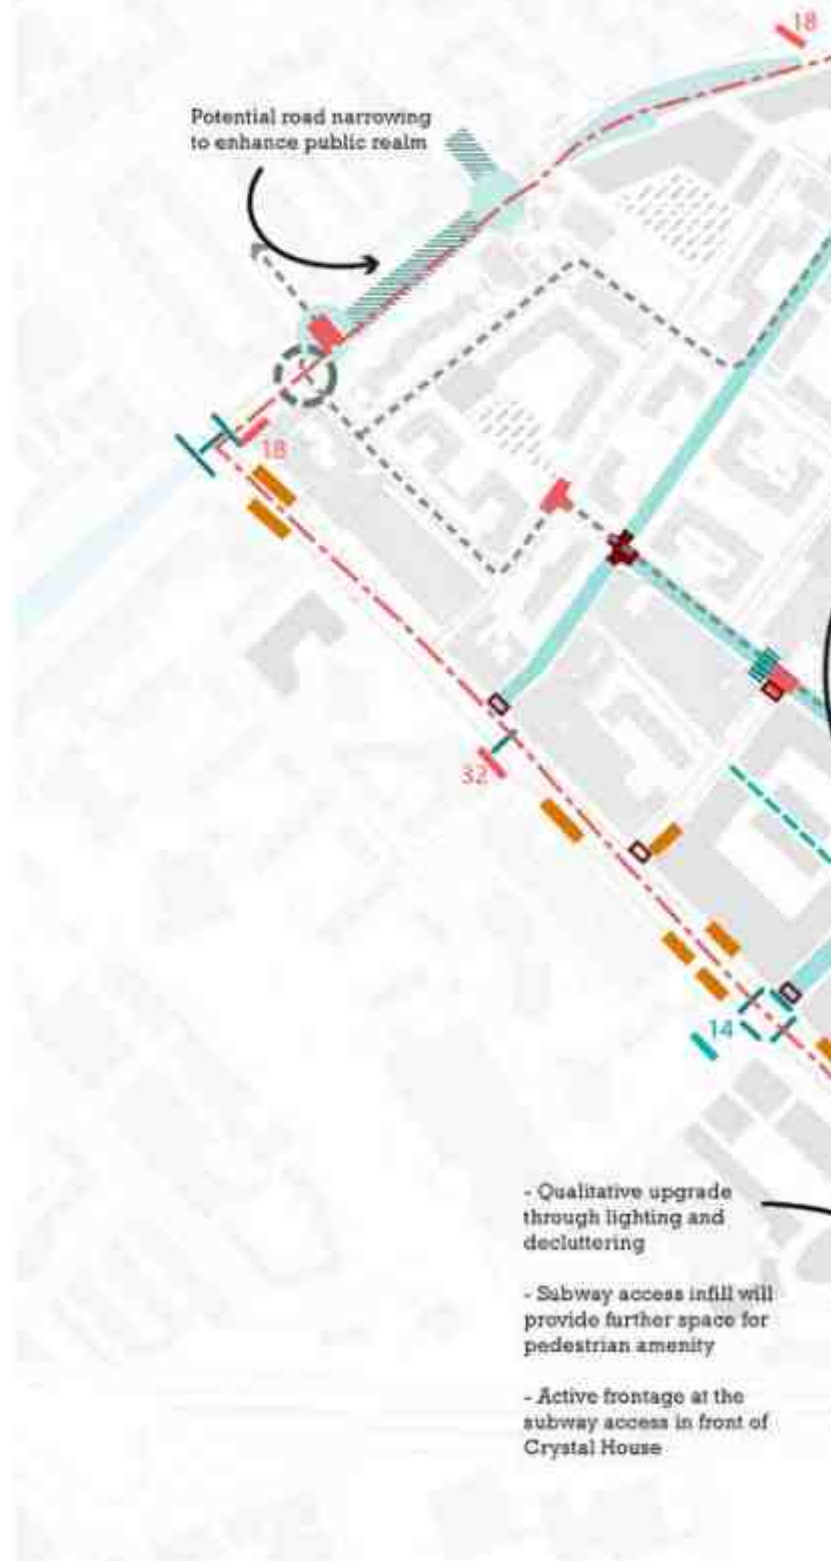 18
Potential road narrowing
to enhance public realm
18
32
14
- Qualitative upgrade
through lighting and
decluttering
- Subway access infill will
provide further space for
pedestrian amenity
- Active frontage at the
subway access in front of
Crystal House